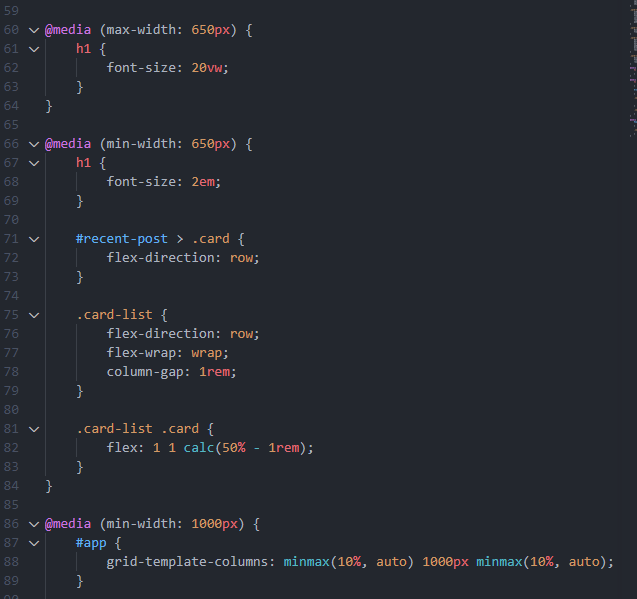 59
60 @media (max-width: 650px) {
61 h1 {
62 font-size: 20vw;
63 }
64 }
65
66 @media (min-width: 650px) {
67 h1 {
68 font-size: 2em;
69 }
70
71 #recent-post > .card {
72 flex-direction: row;
73 }
74
75 .card-list {
76 flex-direction: row;
77 flex-wrap: wrap;
78 column-gap: 1rem;
79 }
80
81 .card-list .card {
82 flex: 1 1 calc(50% - 1rem);
83 }
84 }
85
86 @media (min-width: 1000px) {
87 #app {
88 grid-template-columns: minmax(10%, auto) 1000px minmax(10%, auto);
89 }